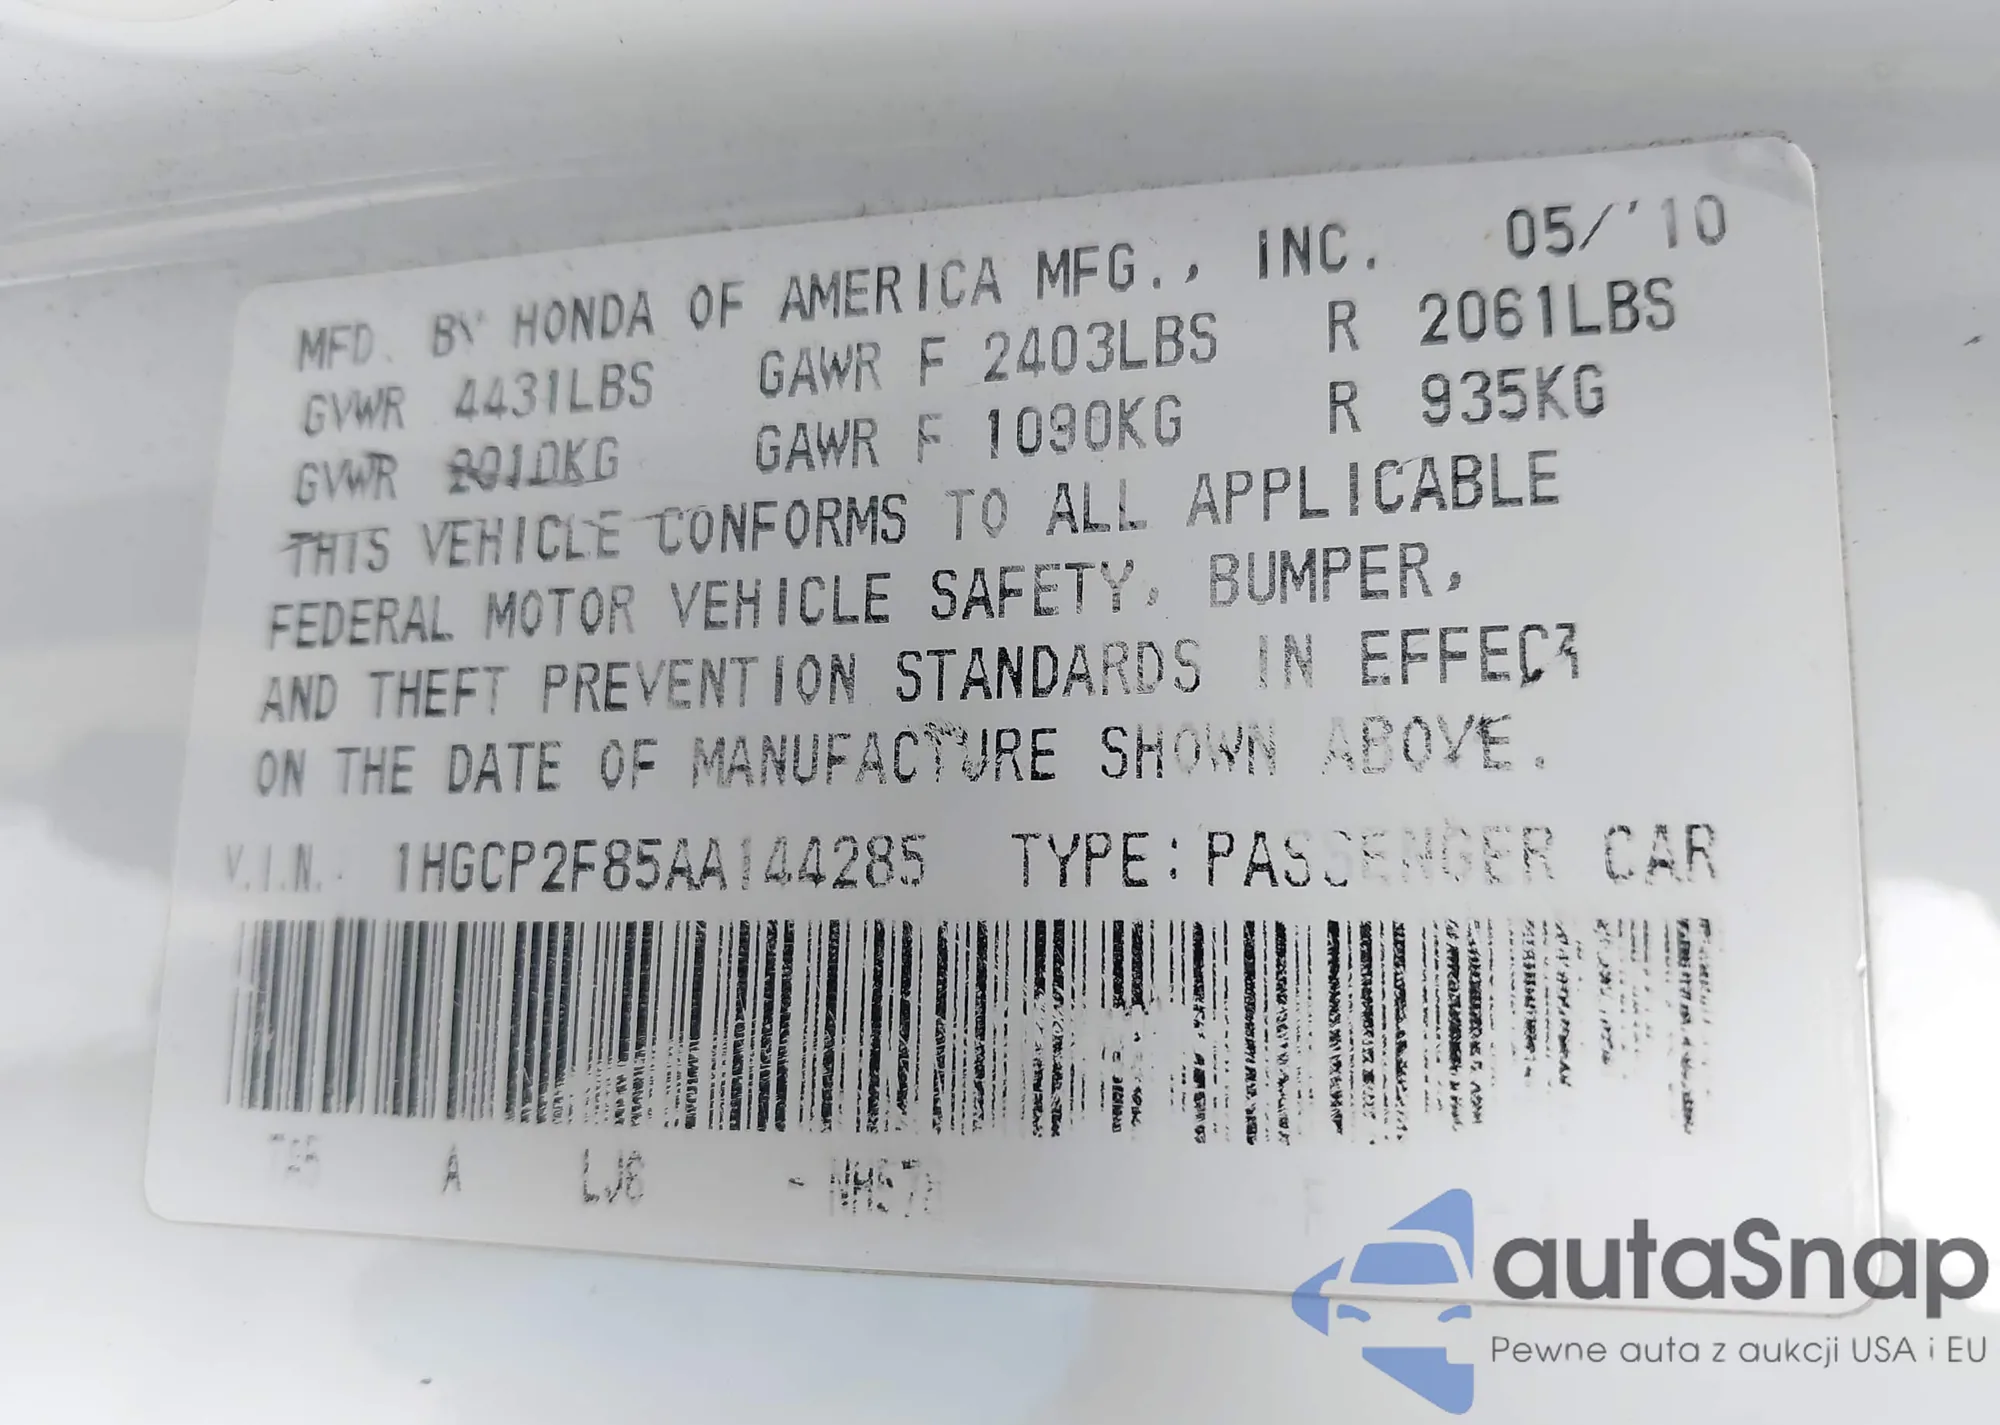 MFD. BY HONDA OF AMERICA MFG., INC. 05/'10
GVWR 4431LBS GAWR F 2403LBS R 2061LBS
GVWR 2010KG GAWR F 1090KG R 935KG
THIS VEHICLE CONFORMS TO ALL APPLICABLE
FEDERAL MOTOR VEHICLE SAFETY, BUMPER,
AND THEFT PREVENTION STANDARDS IN EFFECT
ON THE DATE OF MANUFACTURE SHOWN ABOVE.
V.I.N.: 1HGCP2F85AA144285 TYPE: PASSENGER CAR
A LJ6 -
autaSnap
Pewne auta z aukcji USA i EU